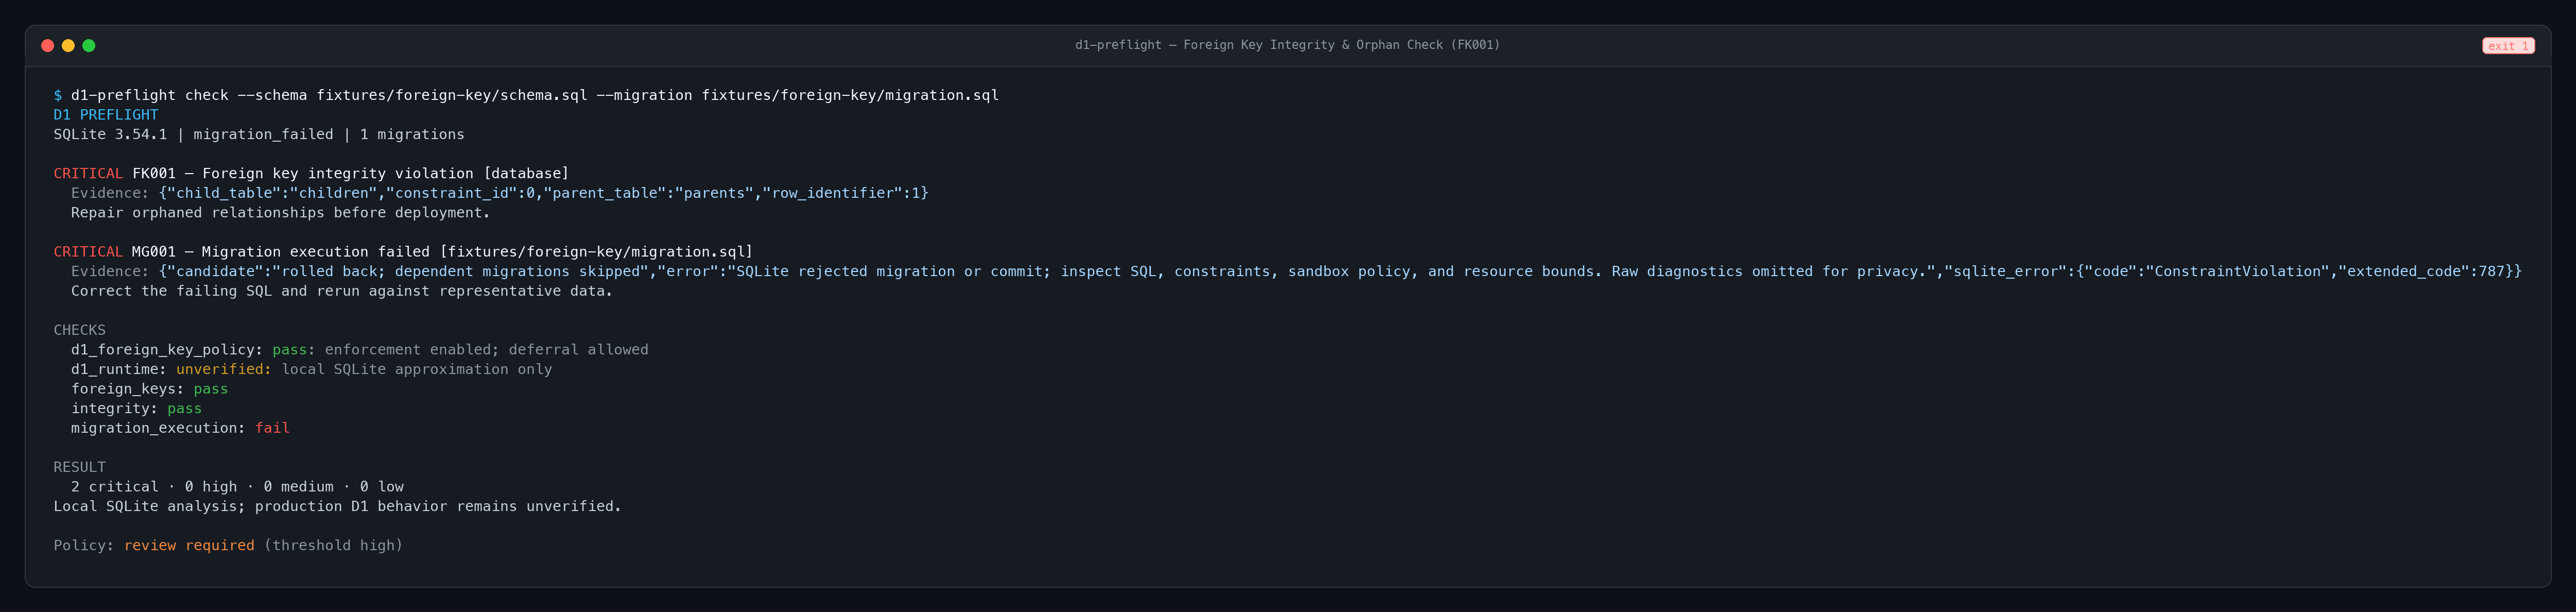 d1-preflight — Foreign Key Integrity & Orphan Check (FK001)
exit 1
$ d1-preflight check --schema fixtures/foreign-key/schema.sql --migration fixtures/foreign-key/migration.sql
D1 PREFLIGHT
SQLite 3.54.1 | migration_failed | 1 migrations
CRITICAL FK001 — Foreign key integrity violation [database]
Evidence: {"child_table":"children","constraint_id":0,"parent_table":"parents","row_identifier":1}
Repair orphaned relationships before deployment.
CRITICAL MG001 — Migration execution failed [fixtures/foreign-key/migration.sql]
Evidence: {"candidate":"rolled back; dependent migrations skipped","error":"SQLite rejected migration or commit; inspect SQL, constraints, sandbox policy, and resource bounds. Raw diagnostics omitted for privacy.","sqlite_error":{"code":"ConstraintViolation","extended_code":787}}
Correct the failing SQL and rerun against representative data.
CHECKS
d1_foreign_key_policy: pass: enforcement enabled; deferral allowed
d1_runtime: unverified: local SQLite approximation only
foreign_keys: pass
integrity: pass
migration_execution: fail
RESULT
2 critical · 0 high · 0 medium · 0 low
Local SQLite analysis; production D1 behavior remains unverified.
Policy: review required (threshold high)